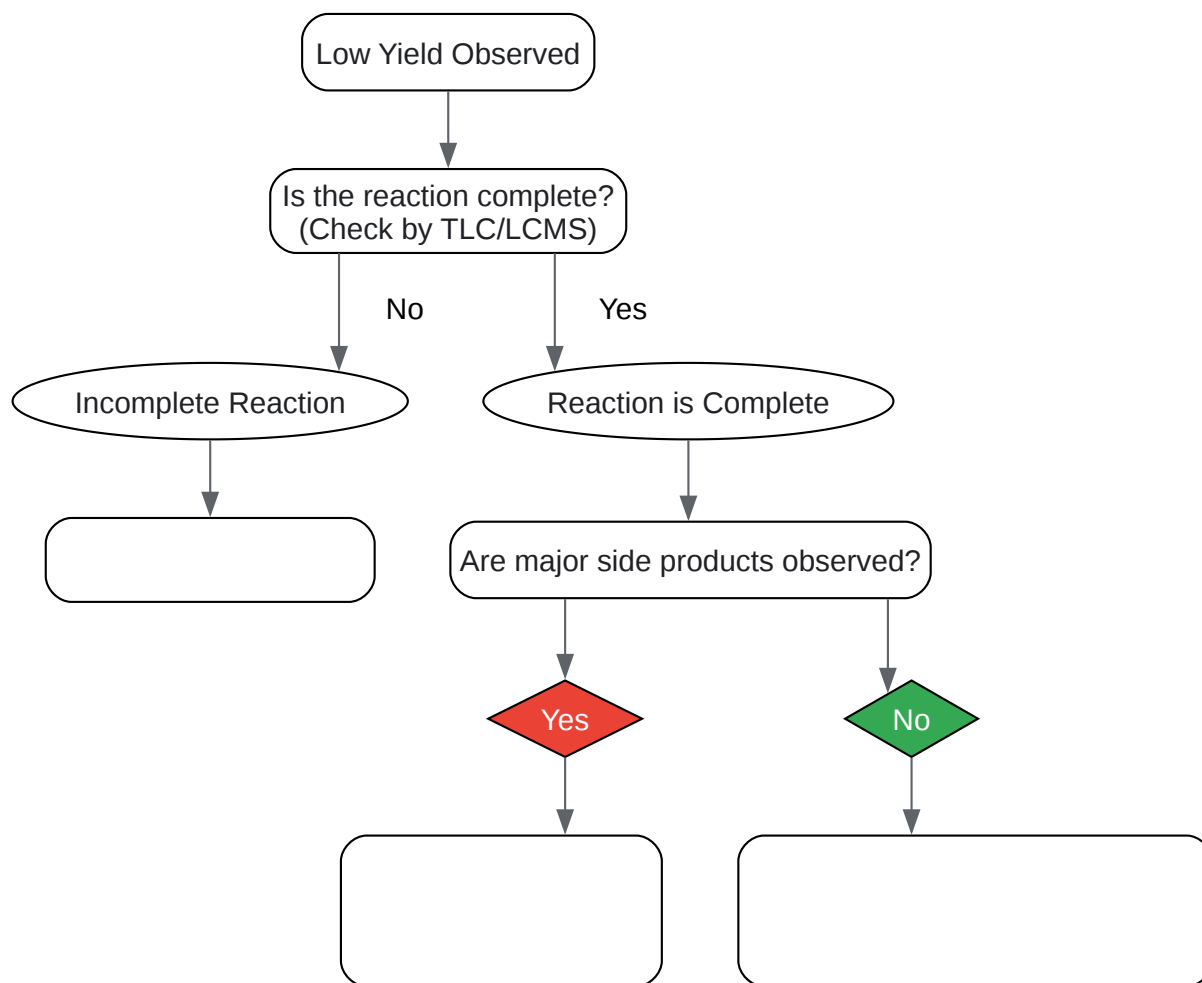 Low Yield Observed
Is the reaction complete?
(Check by TLC/LCMS)
No
Yes
Incomplete Reaction
Reaction is Complete
Are major side products observed?
Yes
No